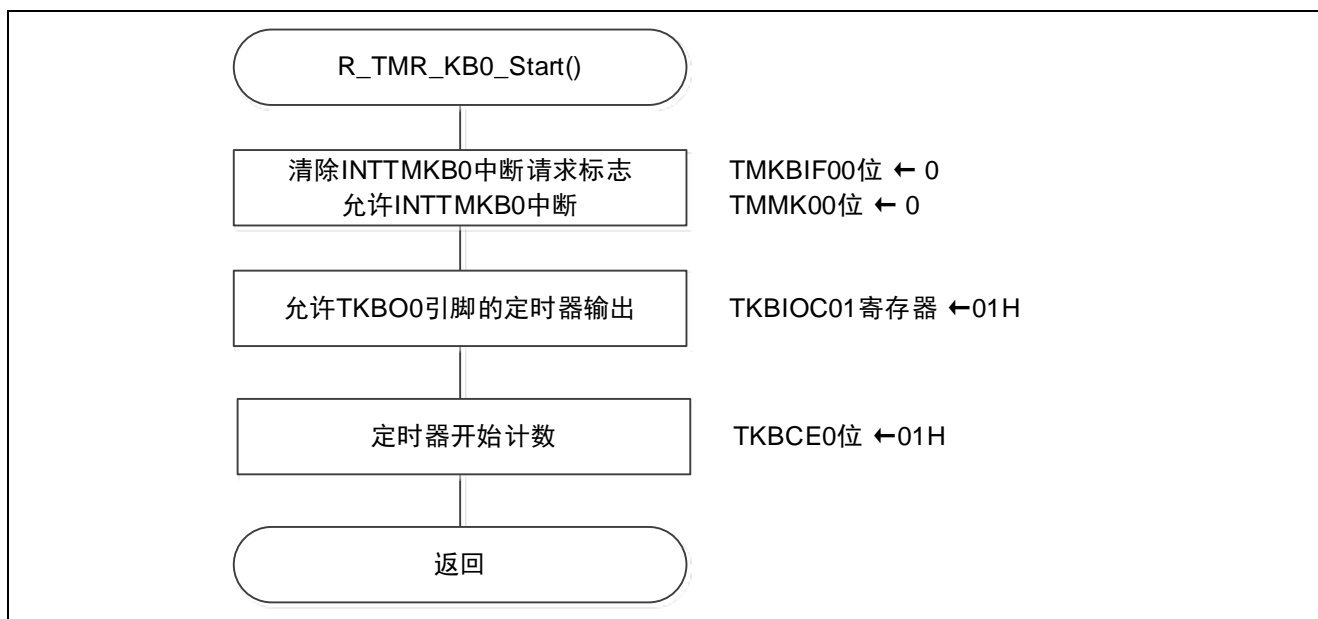 R_TMR_KB0_Start()
清除INTTMKB0中断请求标志 TMKBIF00位 ← 0
允许INTTMKB0中断 TMMK00位 ← 0
允许TKBO0引脚的定时器输出 TKBIOC01寄存器 ←01H
定时器开始计数 TKBCE0位 ←01H
返回